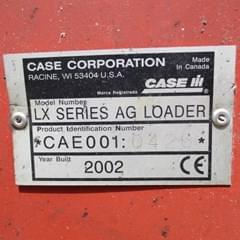 CASE CORPORATION
RACINE, WI 53404 U.S.A.
Made
In Canada
CASE IH
Marca Registrada
Model Number
LX SERIES AG LOADER
Product Identification Number
*CAE001:
Year Built
2002
CE